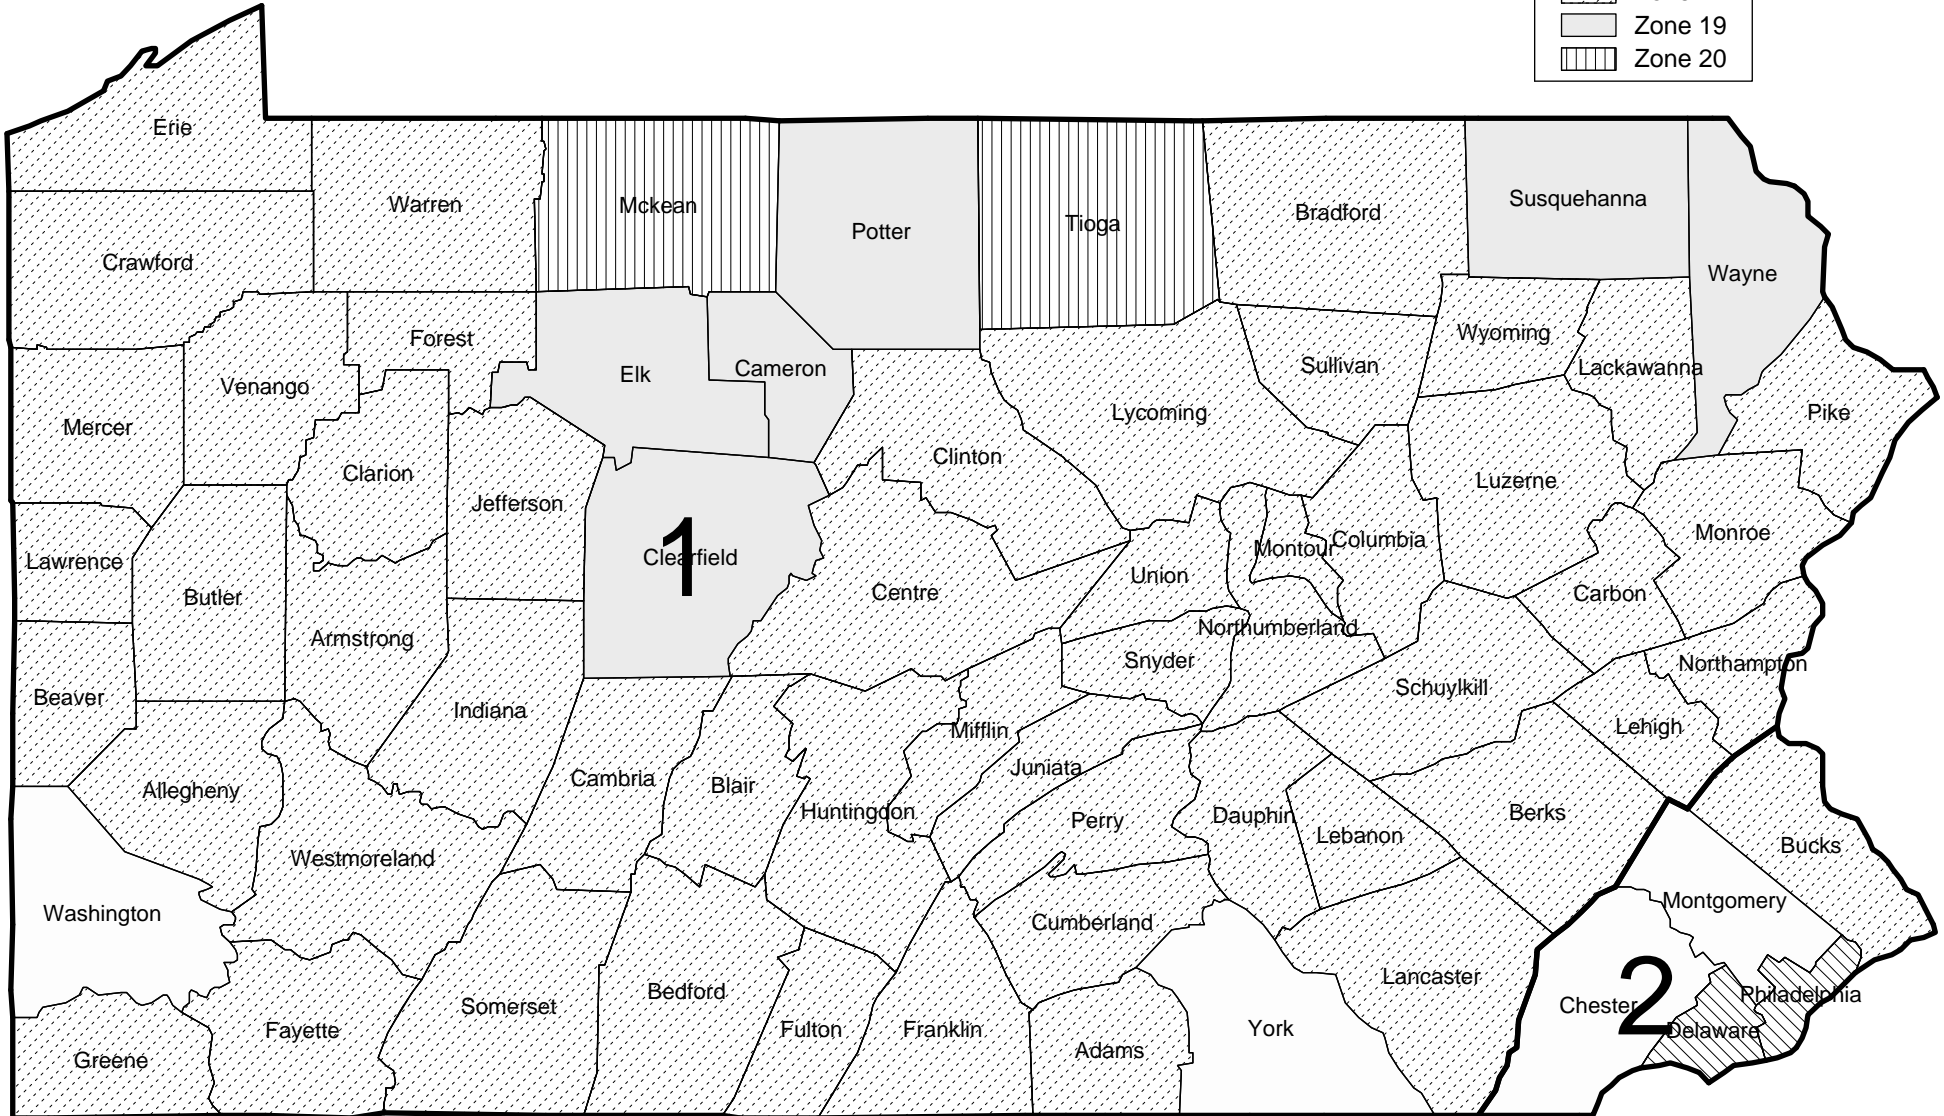 Zone 19
Zone 20
Erie
Warren
Mckean
Potter
Tioga
Bradford
Susquehanna
Wayne
Crawford
Forest
Elk
Cameron
Sullivan
Wyoming
Lackawanna
Venango
Mercer
Lycoming
Pike
Clarion
Clinton
Luzerne
Jefferson
Monroe
Lawrence
Clearfield
1
Montour
Columbia
Union
Centre
Carbon
Butler
Armstrong
Northumberland
Snyder
Northampton
Beaver
Indiana
Schuylkill
Lehigh
Mifflin
Juniata
Allegheny
Cambria
Blair
Huntingdon
Perry
Dauphin
Lebanon
Berks
Bucks
Westmoreland
Montgomery
Washington
Cumberland
Lancaster
Bedford
Somerset
Chester
2
Philadelphia
Delaware
Fayette
Fulton
Franklin
York
Adams
Greene